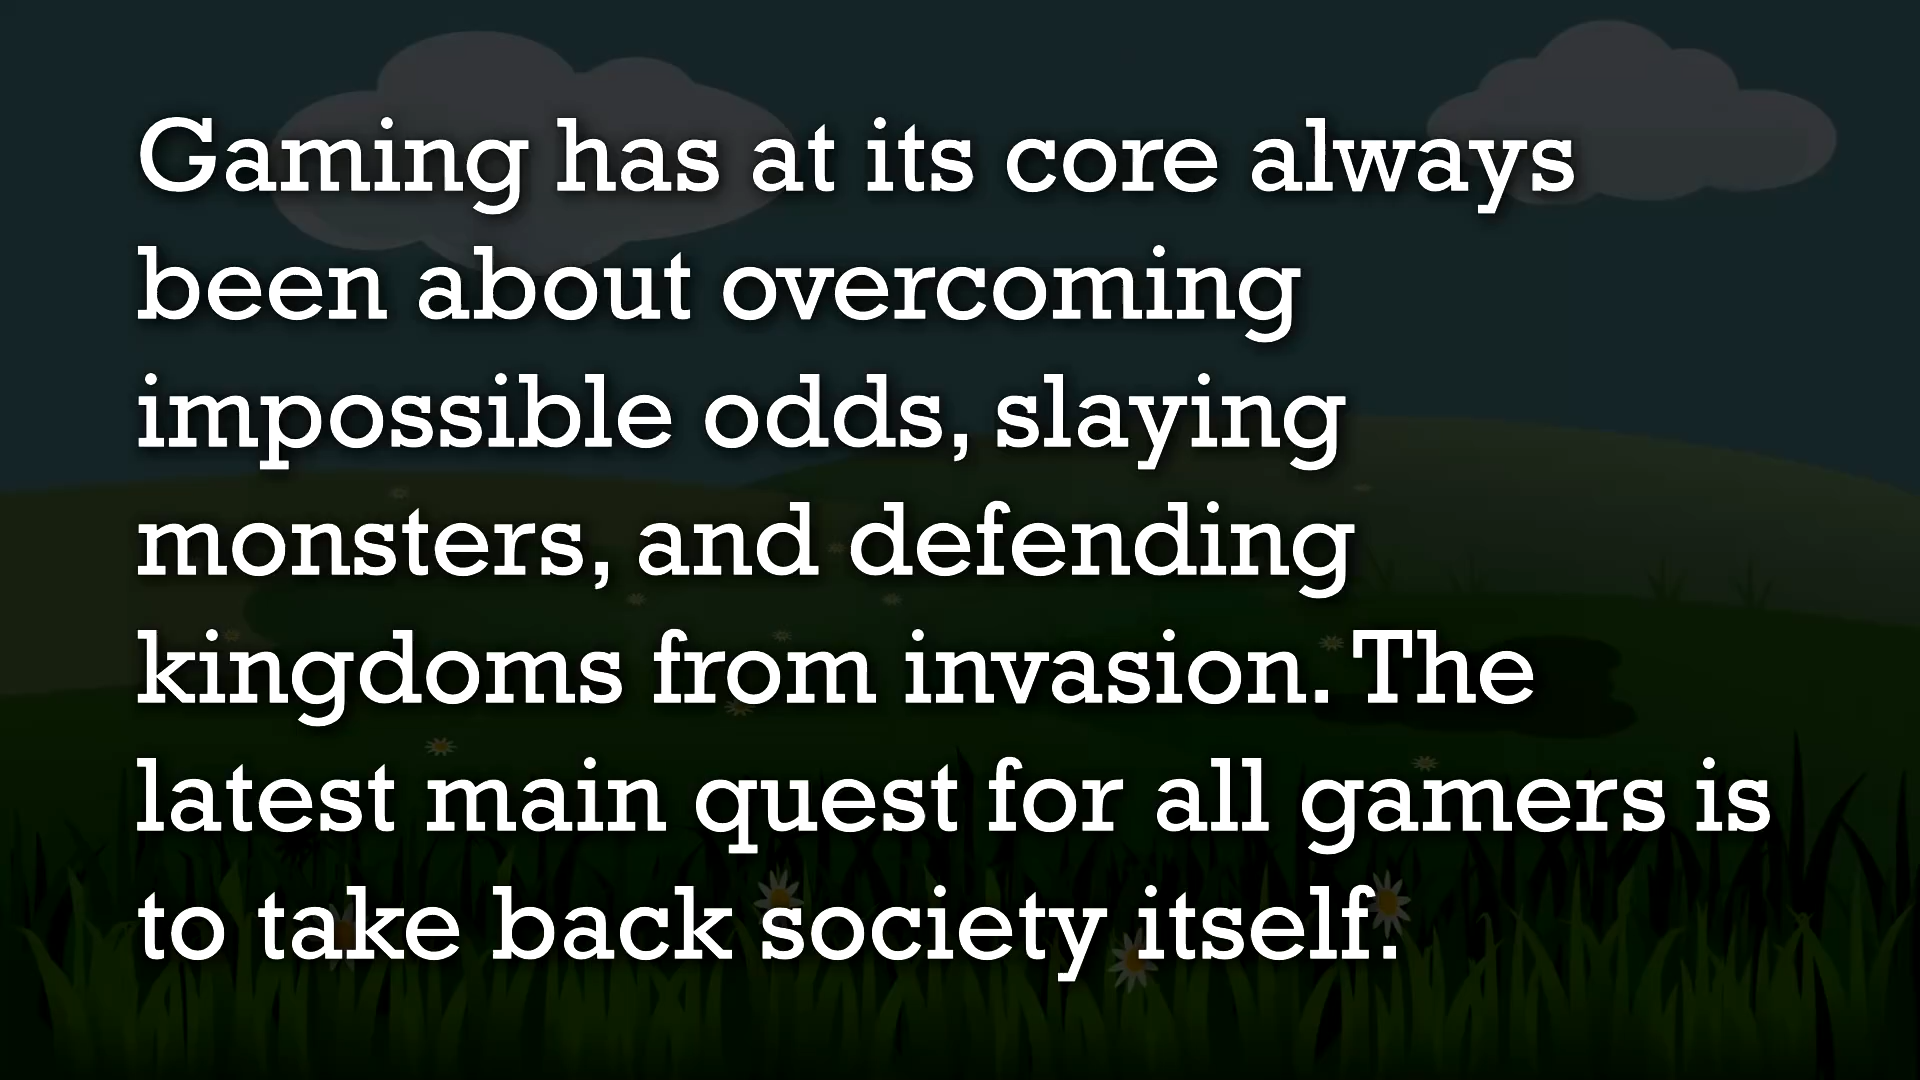 Gaming has at its core always
been about overcoming
impossible odds, slaying
monsters, and defending
kingdoms from invasion. The
latest main quest for all gamers is
to take back society itself.